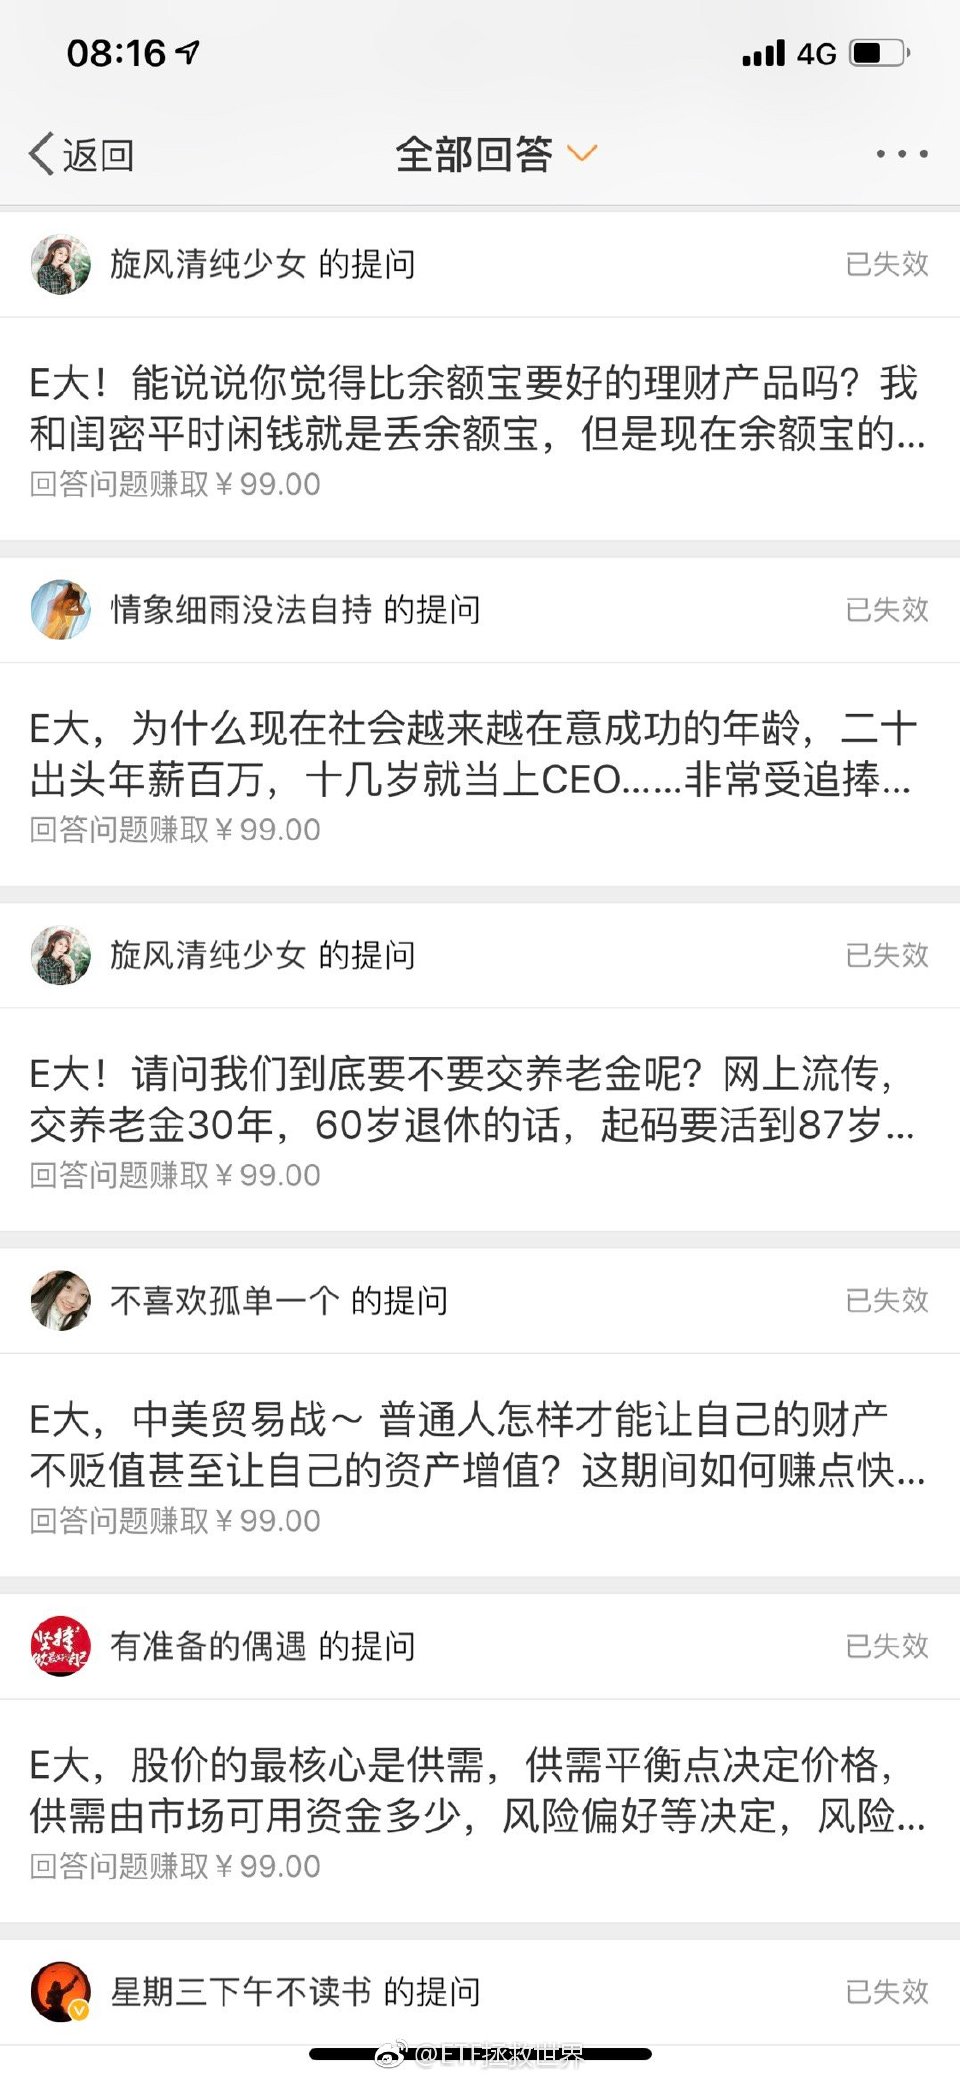 08:16
4G
返回
全部回答
旋风清纯少女 的提问
已失效
E大！能说说你觉得比余额宝要好的理财产品吗？我
和闺密平时闲钱就是丢余额宝，但是现在余额宝的...
回答问题赚取￥99.00
情象细雨没法自持 的提问
已失效
E大，为什么现在社会越来越在意成功的年龄，二十
出头年薪百万，十几岁就当上CEO……非常受追捧...
回答问题赚取￥99.00
旋风清纯少女 的提问
已失效
E大！请问我们到底要不要交养老金呢？网上流传，
交养老金30年，60岁退休的话，起码要活到87岁...
回答问题赚取￥99.00
不喜欢孤单一个 的提问
已失效
E大，中美贸易战～ 普通人怎样才能让自己的财产
不贬值甚至让自己的资产增值？这期间如何赚点快...
回答问题赚取￥99.00
坚持
做最好的自己
有准备的偶遇 的提问
已失效
E大，股价的最核心是供需，供需平衡点决定价格，
供需由市场可用资金多少，风险偏好等决定，风险...
回答问题赚取￥99.00
星期三下午不读书 的提问
已失效
@ETF拯救世界